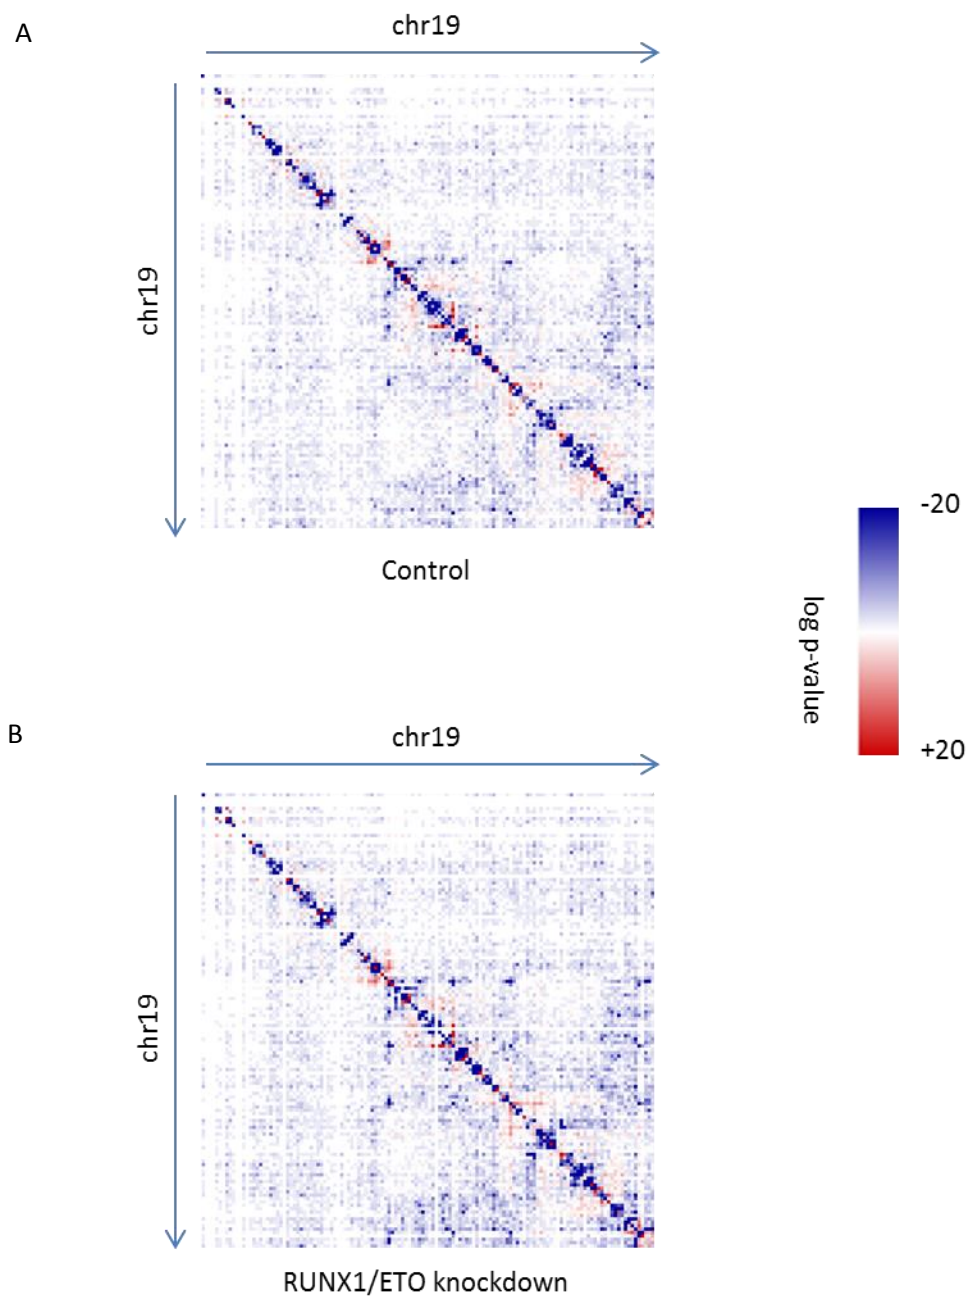 A
chr19
chr19
Control
-20
log p-value
+20
B
chr19
chr19
RUNX1/ETO knockdown